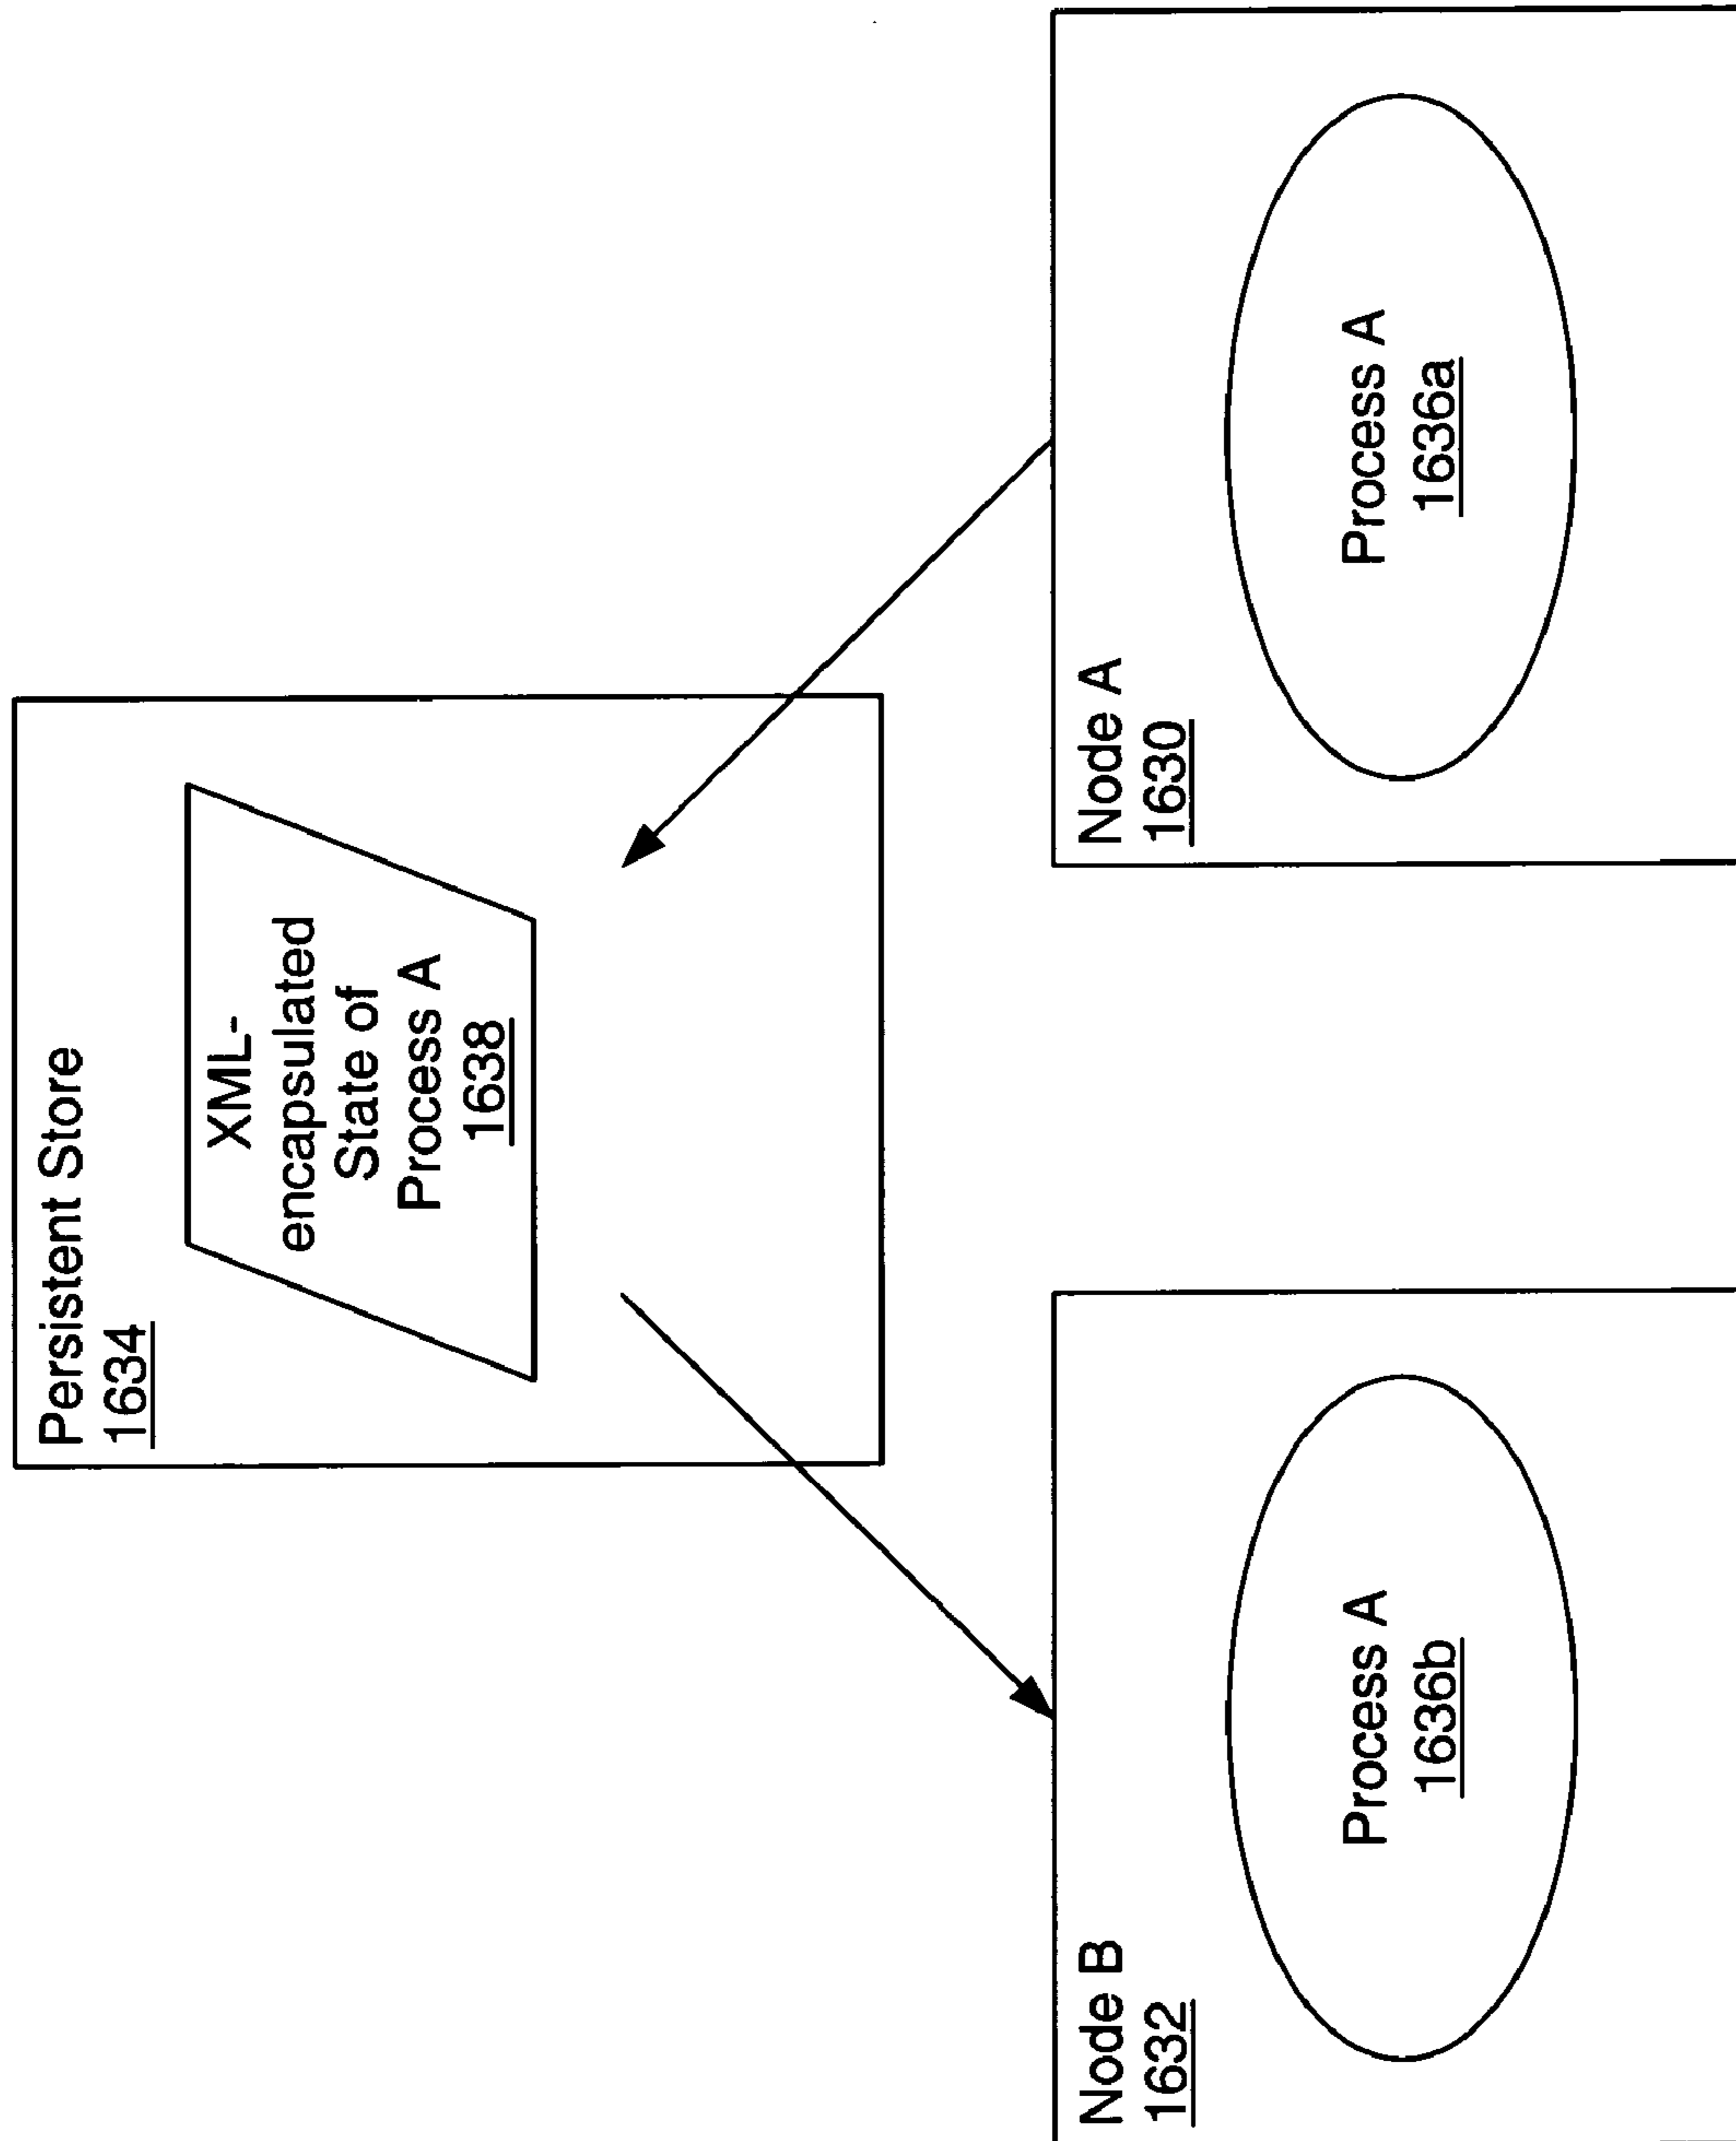 Persistent Store
1634
XML-
encapsulated
State of
Process A
1638
Node B
1632
Process A
1636b
Node A
1630
Process A
1636a